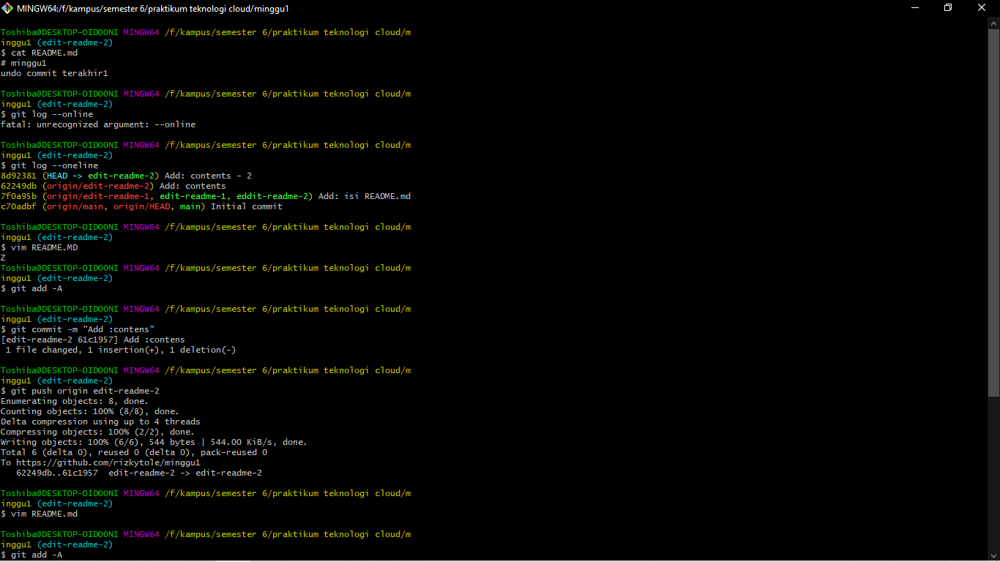 MINGW64:/f/kampus/semester 6/praktikum teknologi cloud/minggu1
Toshiba@DESKTOP-OIDOONI MINGW64 /f/kampus/semester 6/praktikum teknologi cloud/m
inggu1 (edit-readme-2)
$ cat README.md
# minggu1
undo commit terakhir1
Toshiba@DESKTOP-OIDOONI MINGW64 /f/kampus/semester 6/praktikum teknologi cloud/m
inggu1 (edit-readme-2)
$ git log --online
fatal: unrecognized argument: --online
Toshiba@DESKTOP-OIDOONI MINGW64 /f/kampus/semester 6/praktikum teknologi cloud/m
inggu1 (edit-readme-2)
$ git log --oneline
8d92381 (HEAD -> edit-readme-2) Add: contents - 2
62249db (origin/edit-readme-2) Add: contents
7f0a95b (origin/edit-readme-1, edit-readme-1, eddit-readme-2) Add: isi README.md
c70adbf (origin/main, origin/HEAD, main) Initial commit
Toshiba@DESKTOP-OIDOONI MINGW64 /f/kampus/semester 6/praktikum teknologi cloud/m
inggu1 (edit-readme-2)
$ vim README.MD
Z
Toshiba@DESKTOP-OIDOONI MINGW64 /f/kampus/semester 6/praktikum teknologi cloud/m
inggu1 (edit-readme-2)
$ git add -A
Toshiba@DESKTOP-OIDOONI MINGW64 /f/kampus/semester 6/praktikum teknologi cloud/m
inggu1 (edit-readme-2)
$ git commit -m "Add :contens"
[edit-readme-2 61c1957] Add :contens
 1 file changed, 1 insertion(+), 1 deletion(-)
Toshiba@DESKTOP-OIDOONI MINGW64 /f/kampus/semester 6/praktikum teknologi cloud/m
inggu1 (edit-readme-2)
$ git push origin edit-readme-2
Enumerating objects: 8, done.
Counting objects: 100% (8/8), done.
Delta compression using up to 4 threads
Compressing objects: 100% (2/2), done.
Writing objects: 100% (6/6), 544 bytes | 544.00 KiB/s, done.
Total 6 (delta 0), reused 0 (delta 0), pack-reused 0
To https://github.com/rizkytole/minggu1
   62249db..61c1957  edit-readme-2 -> edit-readme-2
Toshiba@DESKTOP-OIDOONI MINGW64 /f/kampus/semester 6/praktikum teknologi cloud/m
inggu1 (edit-readme-2)
$ vim README.md
Toshiba@DESKTOP-OIDOONI MINGW64 /f/kampus/semester 6/praktikum teknologi cloud/m
inggu1 (edit-readme-2)
$ git add -A